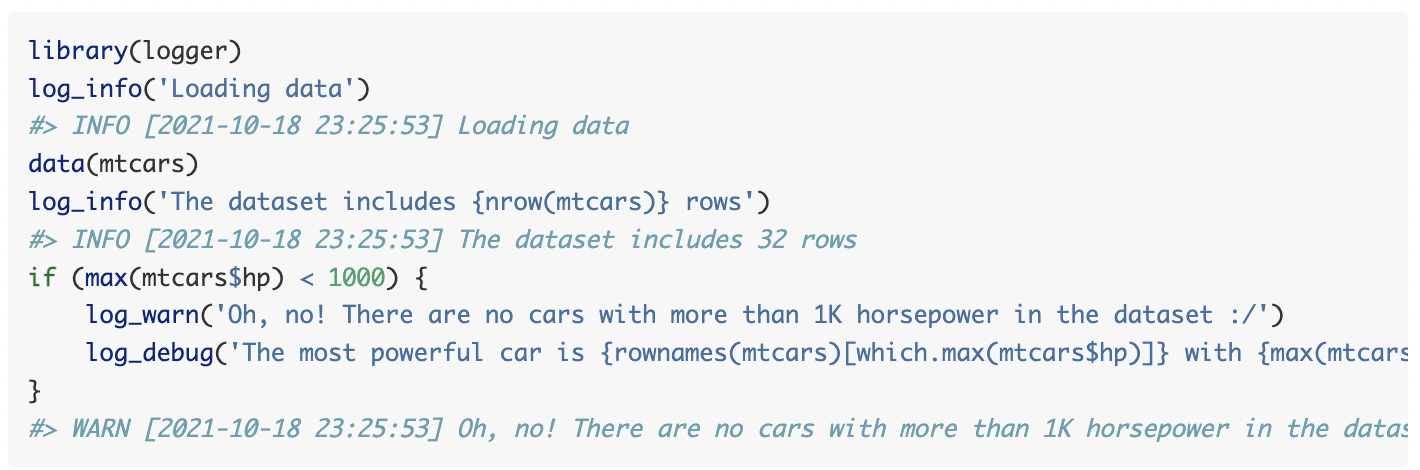 library(logger)
log_info('Loading data')
#> INFO [2021-10-18 23:25:53] Loading data
data(mtcars)
log_info('The dataset includes {nrow(mtcars)} rows')
#> INFO [2021-10-18 23:25:53] The dataset includes 32 rows
if (max(mtcars$hp) < 1000) {
    log_warn('Oh, no! There are no cars with more than 1K horsepower in the dataset :/')
    log_debug('The most powerful car is {rownames(mtcars)[which.max(mtcars$hp)]} with {max(mtcars
}
#> WARN [2021-10-18 23:25:53] Oh, no! There are no cars with more than 1K horsepower in the datas